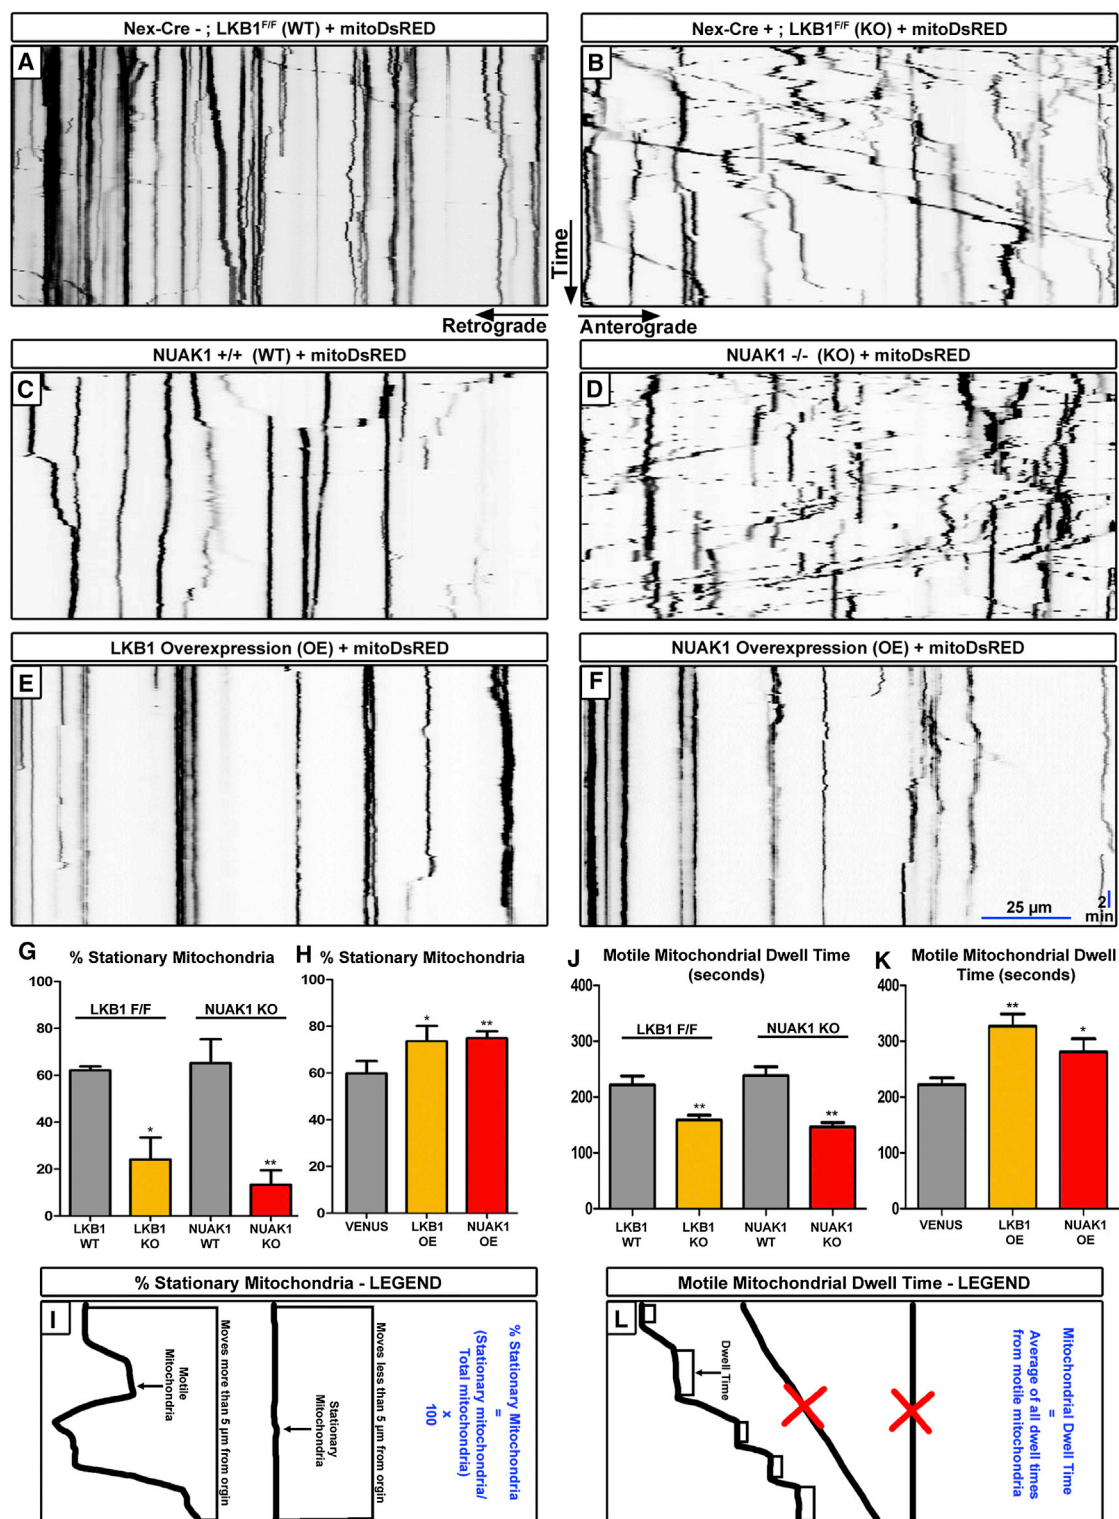 Nex-Cre - ; LKB1F/F (WT) + mitoDsRED
Nex-Cre + ; LKB1F/F (KO) + mitoDsRED
A
B
Time
Retrograde
Anterograde
NUAK1 +/+ (WT) + mitoDsRED
NUAK1 -/- (KO) + mitoDsRED
C
D
LKB1 Overexpression (OE) + mitoDsRED
NUAK1 Overexpression (OE) + mitoDsRED
E
F
25 µm
2
min
G
% Stationary Mitochondria
100
80
60
40
20
0
LKB1 F/F
NUAK1 KO
*
**
LKB1
WT
LKB1
KO
NUAK1
WT
NUAK1
KO
H
% Stationary Mitochondria
100
80
60
40
20
0
*
**
VENUS
LKB1
OE
NUAK1
OE
J
Motile Mitochondrial Dwell Time
(seconds)
400
300
200
100
0
LKB1 F/F
NUAK1 KO
**
**
LKB1
WT
LKB1
KO
NUAK1
WT
NUAK1
KO
K
Motile Mitochondrial Dwell
Time (seconds)
400
300
200
100
0
**
*
VENUS
LKB1
OE
NUAK1
OE
% Stationary Mitochondria - LEGEND
I
Motile
Mitochondria
Moves more than 5 µm from orgin
Stationary
Mitochondria
Moves less than 5 µm from orgin
% Stationary Mitochondria
=
(Stationary mitochondria/
Total mitochondria)
x
100
Motile Mitochondrial Dwell Time - LEGEND
L
Dwell Time
Mitochondrial Dwell Time
=
Average of all dwell times
from motile mitochondria